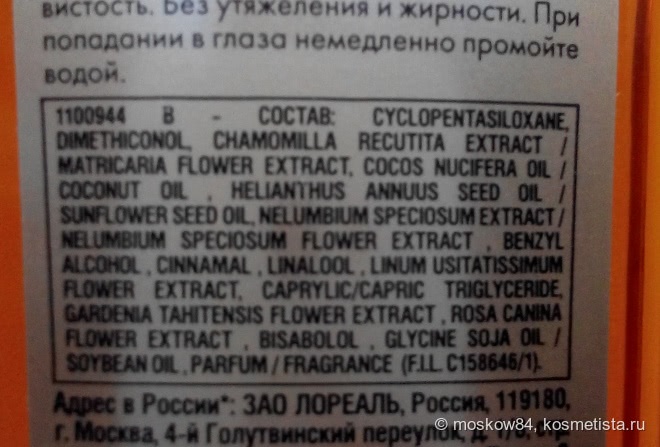 вистость. Без утяжеления и жирности. При
попадании в глаза немедленно промойте
водой.
1100944 B - СОСТАВ: CYCLOPENTASILOXANE,
DIMETHICONOL, CHAMOMILLA RECUTITA EXTRACT /
MATRICARIA FLOWER EXTRACT, COCOS NUCIFERA OIL /
COCONUT OIL , HELIANTHUS ANNUUS SEED OIL /
SUNFLOWER SEED OIL, NELUMBIUM SPECIOSUM EXTRACT /
NELUMBIUM SPECIOSUM FLOWER EXTRACT , BENZYL
ALCOHOL , CINNAMAL , LINALOOL , LINUM USITATISSIMUM
FLOWER EXTRACT, CAPRYLIC/CAPRIC TRIGLYCERIDE,
GARDENIA TAHITENSIS FLOWER EXTRACT , ROSA CANINA
FLOWER EXTRACT , BISABOLOL , GLYCINE SOJA OIL /
SOYBEAN OIL , PARFUM / FRAGRANCE (F.I.L. C158646/1).
Адрес в России*: ЗАО ЛОРЕАЛЬ, Россия, 119180,
г. Москва, 4-й Голутвинский переулок,
© moskow84, kosmetista.ru